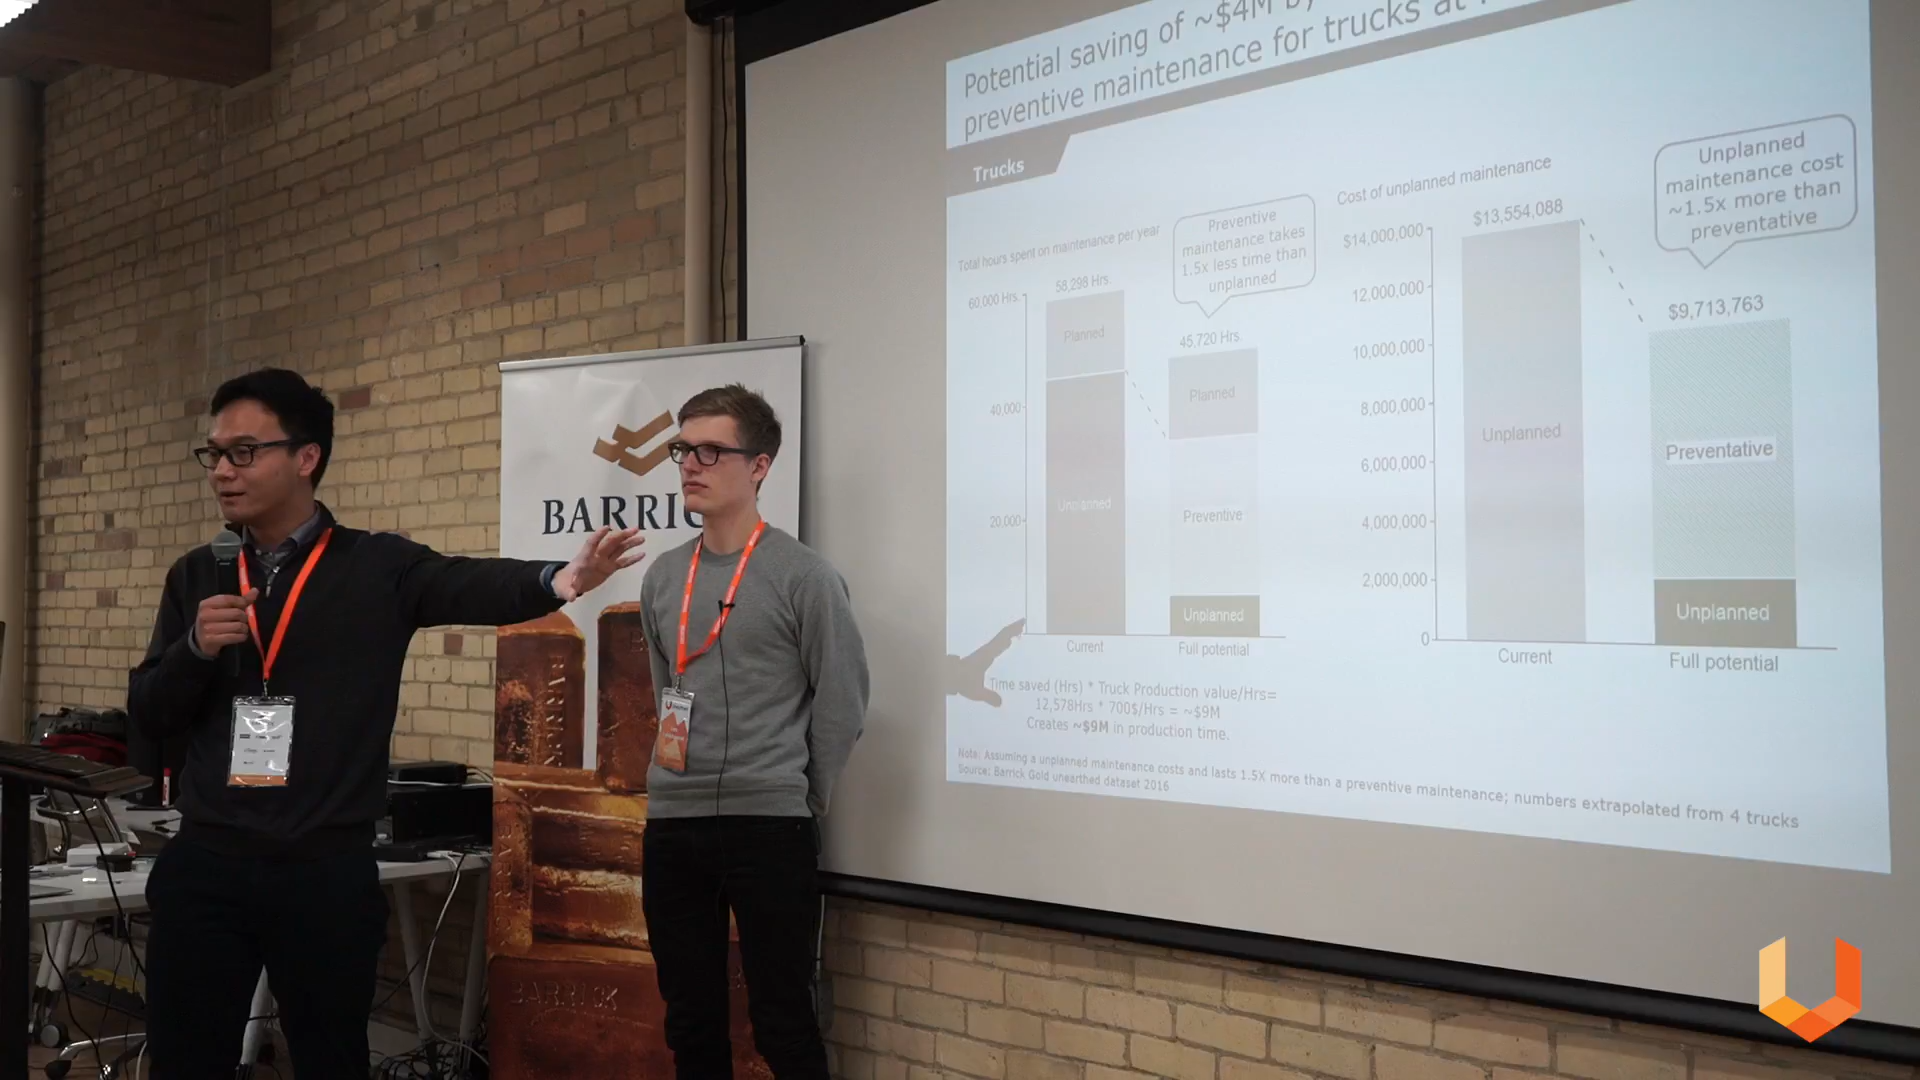 Potential saving of ~$4M by
preventive maintenance for trucks at
Trucks
Total hours spent on maintenance per year
60,000 Hrs.
40,000
20,000
58,298 Hrs.
Planned
Unplanned
Current
Preventive
maintenance takes
1.5x less time than
unplanned
45,720 Hrs.
Planned
Preventive
Unplanned
Full potential
Time saved (Hrs) * Truck Production value/Hrs=
12,578Hrs * 700$/Hrs = ~$9M
Creates ~$9M in production time.
Cost of unplanned maintenance
$14,000,000
12,000,000
10,000,000
8,000,000
6,000,000
4,000,000
2,000,000
0
$13,554,088
Unplanned
Current
Unplanned
maintenance cost
~1.5x more than
preventative
$9,713,763
Preventative
Unplanned
Full potential
Note: Assuming a unplanned maintenance costs and lasts 1.5X more than a preventive maintenance; numbers extrapolated from 4 trucks
Source: Barrick Gold unearthed dataset 2016
BARRIC
BARRICK